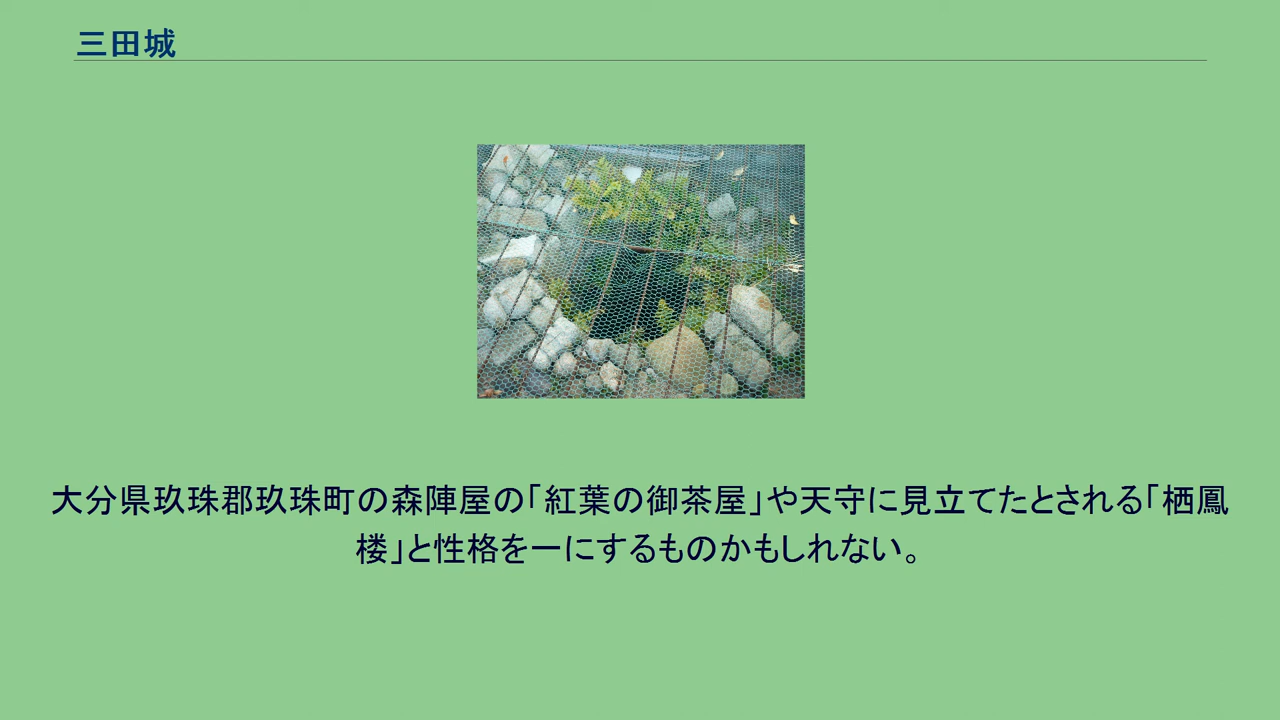 三田城
大分県玖珠郡玖珠町の森陣屋の「紅葉の御茶屋」や天守に見立てたとされる「栖鳳
楼」と性格を一にするものかもしれない。